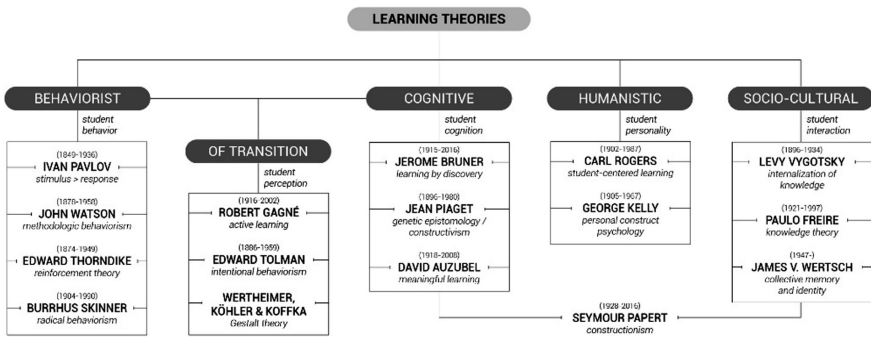 LEARNING THEORIES
BEHAVIORIST
student
behavior
(1849-1936)
IVAN PAVLOV
stimulus > response
(1878-1958)
JOHN WATSON
methodologic behaviorism
(1874-1949)
EDWARD THORNDIKE
reinforcement theory
(1904-1990)
BURRHUS SKINNER
radical behaviorism
OF TRANSITION
student
perception
(1916-2002)
ROBERT GAGNÉ
active learning
(1886-1959)
EDWARD TOLMAN
intentional behaviorism
WERTHEIMER,
KÖHLER & KOFFKA
Gestalt theory
COGNITIVE
student
cognition
(1915-2016)
JEROME BRUNER
learning by discovery
(1896-1980)
JEAN PIAGET
genetic epistomology /
constructivism
(1918-2008)
DAVID AUZUBEL
meaningful learning
HUMANISTIC
student
personality
(1902-1987)
CARL ROGERS
student-centered learning
(1905-1967)
GEORGE KELLY
personal construct
psychology
SOCIO-CULTURAL
student
interaction
(1896-1934)
LEVY VYGOTSKY
internalization of
knowledge
(1921-1997)
PAULO FREIRE
knowledge theory
(1947-)
JAMES V. WERTSCH
collective memory
and identity
(1928-2016)
SEYMOUR PAPERT
constructionism